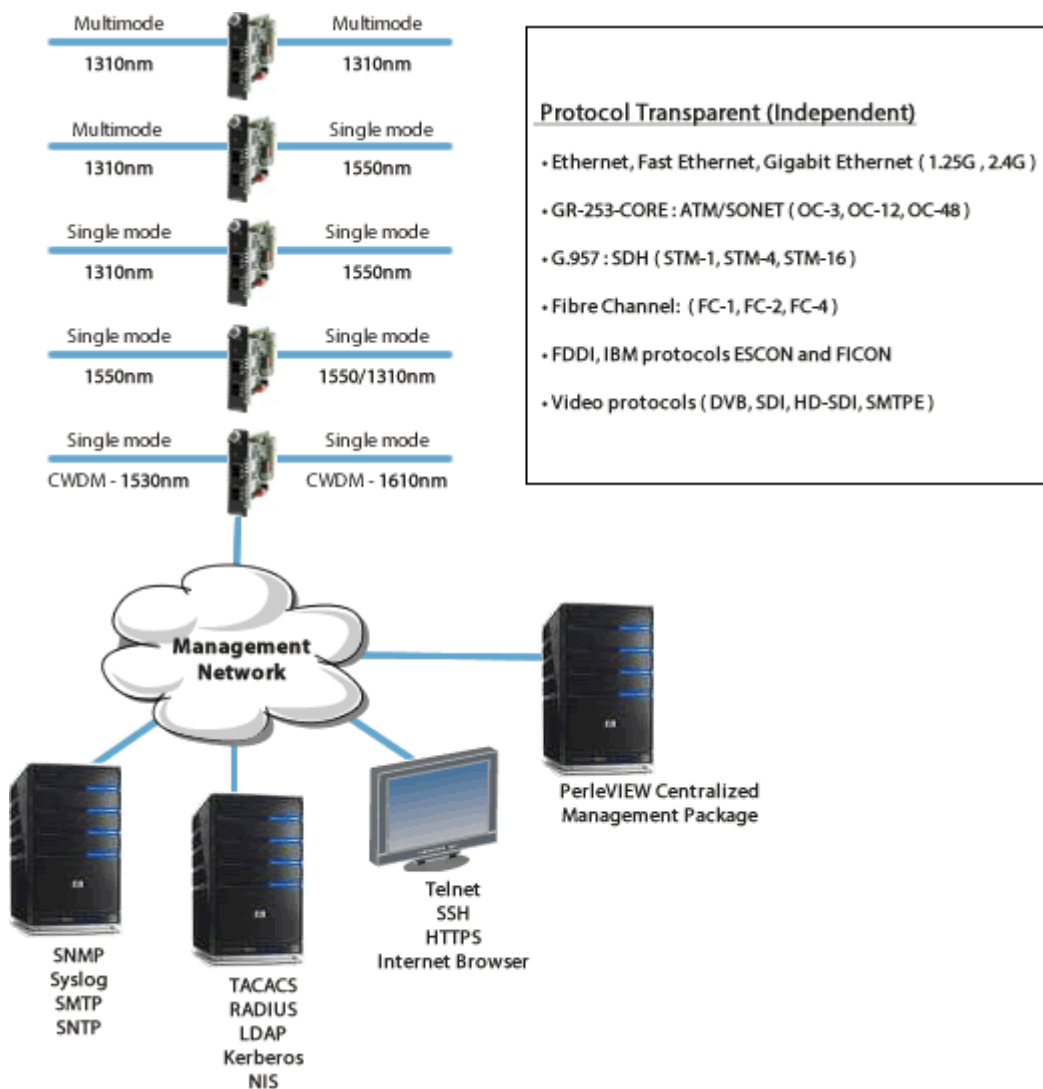 Multimode Multimode
1310nm 1310nm
Multimode Single mode
1310nm 1550nm
Single mode Single mode
1310nm 1550nm
Single mode Single mode
1550nm 1550/1310nm
Single mode Single mode
CWDM - 1530nm CWDM - 1610nm
Protocol Transparent (Independent)
• Ethernet, Fast Ethernet, Gigabit Ethernet ( 1.25G , 2.4G )
• GR-253-CORE : ATM/SONET ( OC-3, OC-12, OC-48 )
• G.957 : SDH ( STM-1, STM-4, STM-16 )
• Fibre Channel: ( FC-1, FC-2, FC-4 )
• FDDI, IBM protocols ESCON and FICON
• Video protocols ( DVB, SDI, HD-SDI, SMTPE )
Management
Network
PerleVIEW Centralized
Management Package
Telnet
SSH
HTTPS
Internet Browser
SNMP
Syslog
SMTP
SNTP
TACACS
RADIUS
LDAP
Kerberos
NIS